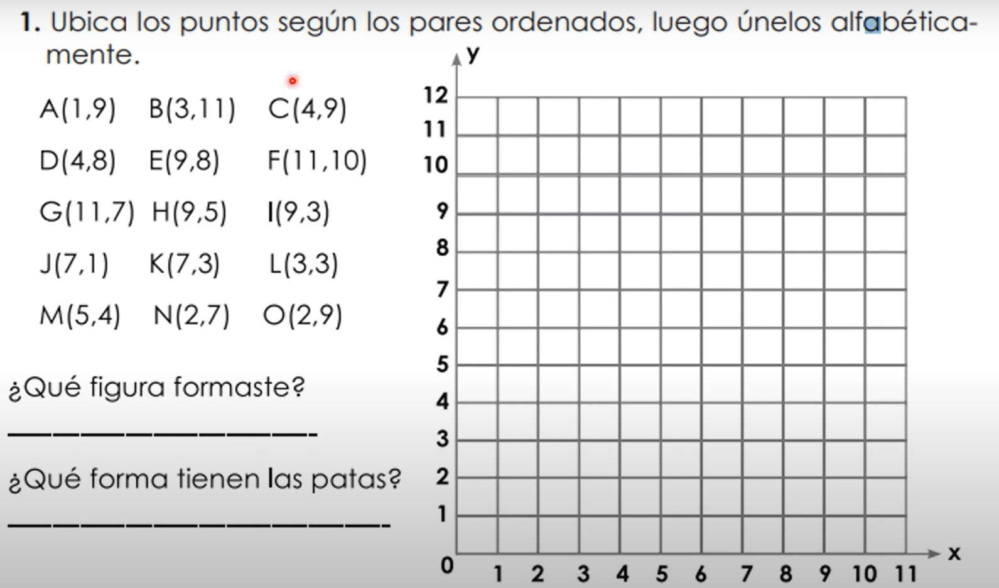 1. Ubica los puntos según los pares ordenados, luego únelos alfabética-
mente.
A(1,9) B(3,11) C(4,9)
D(4,8) E(9,8) F(11,10)
G(11,7) H(9,5) I(9,3)
J(7,1) K(7,3) L(3,3)
M(5,4) N(2,7) O(2,9)
¿Qué figura formaste?
¿Qué forma tienen las patas?
y
12
11
10
9
8
7
6
5
4
3
2
1
0
1 2 3 4 5 6 7 8 9 10 11
x